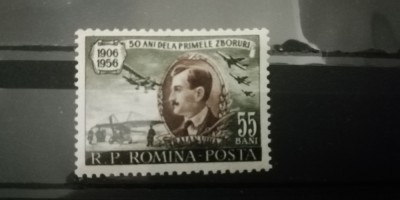 50 ANI DELA PRIMELE ZBORURI
1906
1956
55
BANI
R. P. ROMINA - POSTA